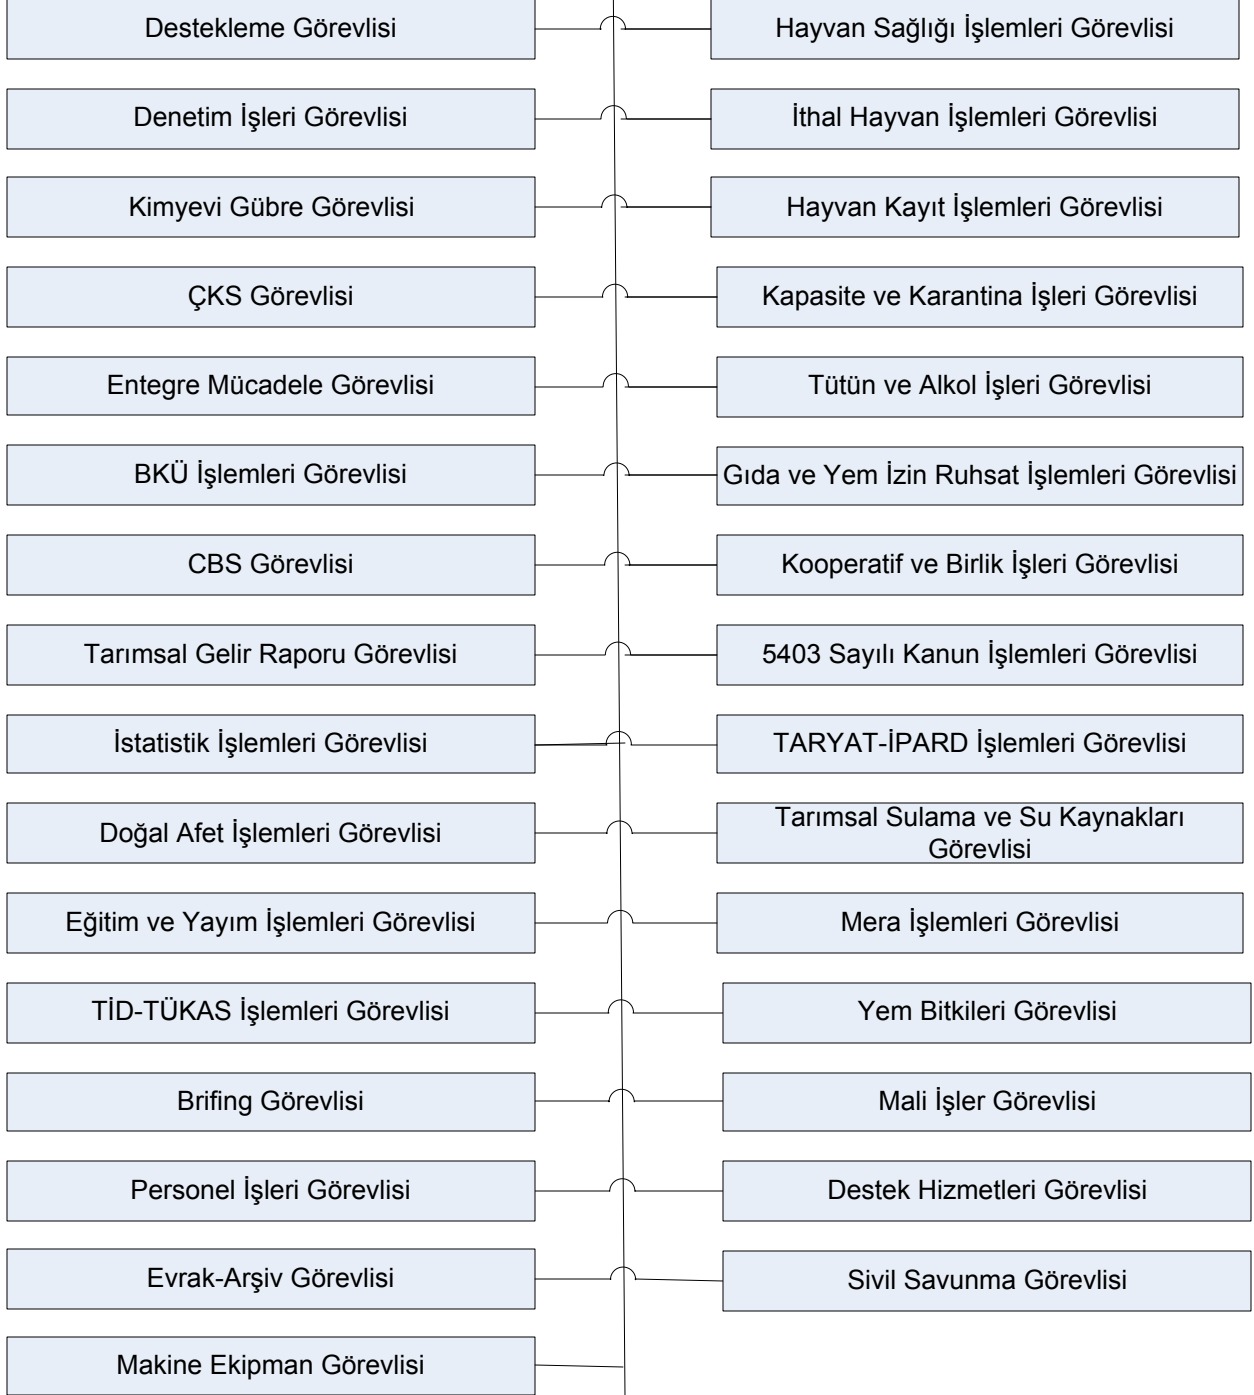 Destekleme Görevlisi
Hayvan Sağlığı İşlemleri Görevlisi
Denetim İşleri Görevlisi
İthal Hayvan İşlemleri Görevlisi
Kimyevi Gübre Görevlisi
Hayvan Kayıt İşlemleri Görevlisi
ÇKS Görevlisi
Kapasite ve Karantina İşleri Görevlisi
Entegre Mücadele Görevlisi
Tütün ve Alkol İşleri Görevlisi
BKÜ İşlemleri Görevlisi
Gıda ve Yem İzin Ruhsat İşlemleri Görevlisi
CBS Görevlisi
Kooperatif ve Birlik İşleri Görevlisi
Tarımsal Gelir Raporu Görevlisi
5403 Sayılı Kanun İşlemleri Görevlisi
İstatistik İşlemleri Görevlisi
TARYAT-İPARD İşlemleri Görevlisi
Doğal Afet İşlemleri Görevlisi
Tarımsal Sulama ve Su Kaynakları
Görevlisi
Eğitim ve Yayım İşlemleri Görevlisi
Mera İşlemleri Görevlisi
TİD-TÜKAS İşlemleri Görevlisi
Yem Bitkileri Görevlisi
Brifing Görevlisi
Mali İşler Görevlisi
Personel İşleri Görevlisi
Destek Hizmetleri Görevlisi
Evrak-Arşiv Görevlisi
Sivil Savunma Görevlisi
Makine Ekipman Görevlisi